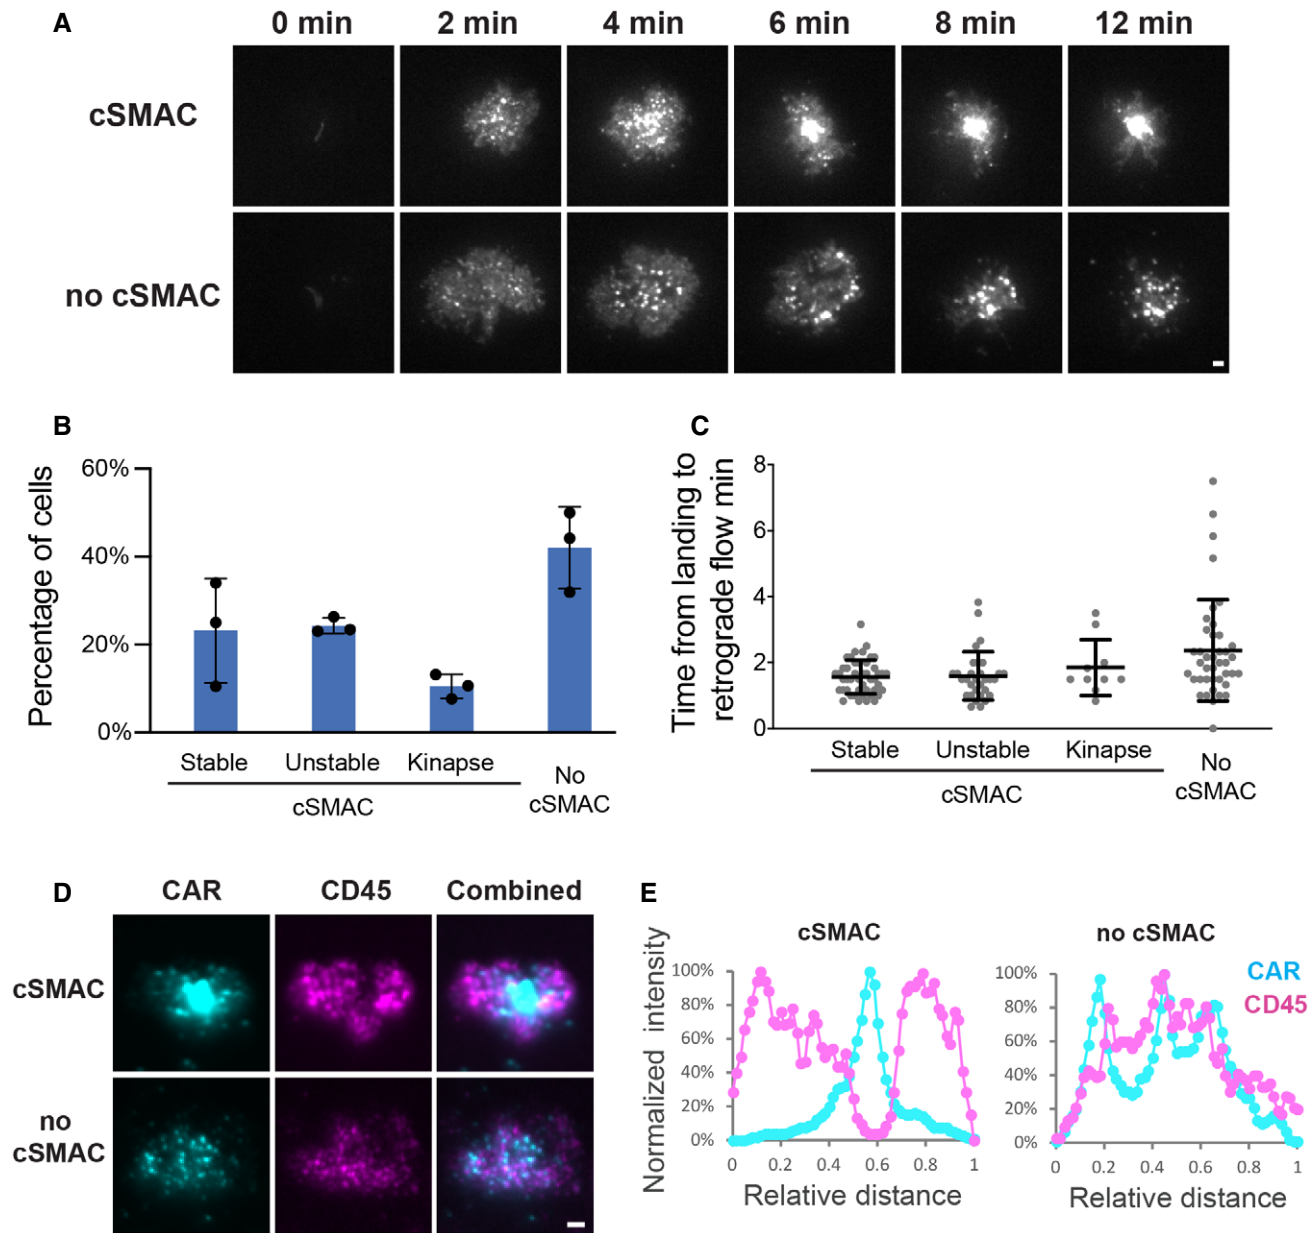 A
0 min 2 min 4 min 6 min 8 min 12 min
cSMAC
no cSMAC
B
Percentage of cells
60%
40%
20%
0%
Stable Unstable Kinapse No
cSMAC cSMAC
C
Time from landing to
retrograde flow min
8
6
4
2
0
Stable Unstable Kinapse No
cSMAC cSMAC
D
CAR CD45 Combined
cSMAC
no
cSMAC
E
Normalized intensity
cSMAC
100%
80%
60%
40%
20%
0%
0 0.2 0.4 0.6 0.8 1
Relative distance
no cSMAC
CAR
CD45
100%
80%
60%
40%
20%
0%
0 0.2 0.4 0.6 0.8 1
Relative distance